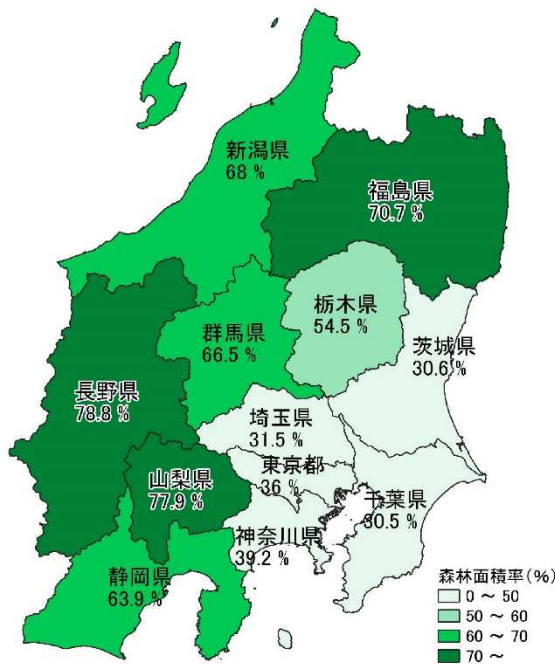 新潟県
68 %
福島県
70.7 %
栃木県
54.5 %
群馬県
66.5 %
茨城県
30.6 %
長野県
78.8 %
埼玉県
31.5 %
東京都
36 %
山梨県
77.9 %
千葉県
30.5 %
神奈川県
39.2 %
静岡県
63.9 %
森林面積率(%)
0 ～ 50
50 ～ 60
60 ～ 70
70 ～